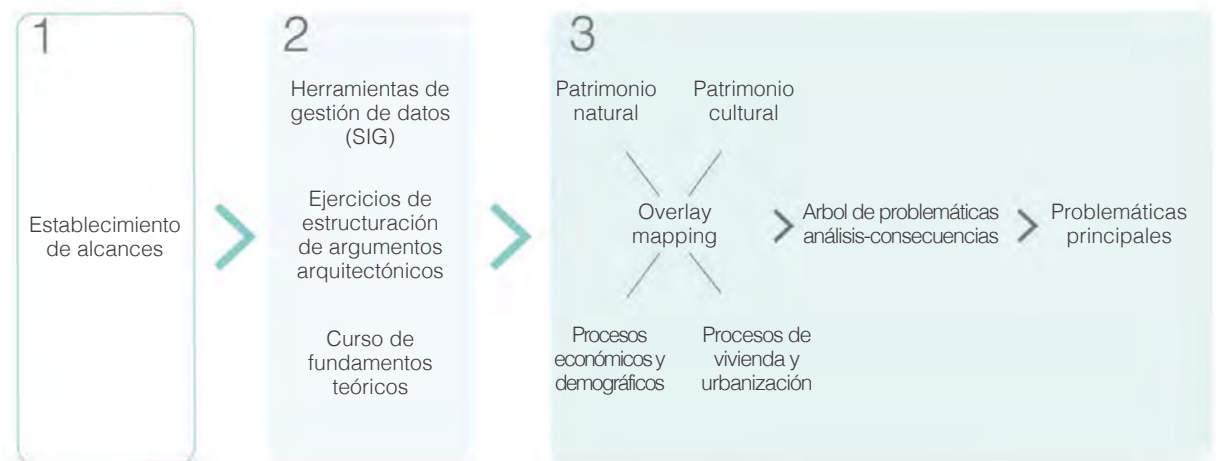 1
Establecimiento
de alcances
2
Herramientas de
gestión de datos
(SIG)
Ejercicios de
estructuración
de argumentos
arquitectónicos
Curso de
fundamentos
teóricos
3
Patrimonio
natural
Patrimonio
cultural
Overlay
mapping
Procesos
económicos y
demográficos
Procesos de
vivienda y
urbanización
Arbol de problemáticas
análisis-consecuencias
Problemáticas
principales